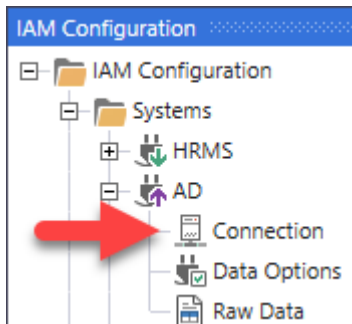 IAM Configuration
IAM Configuration
Systems
HRMS
AD
Connection
Data Options
Raw Data